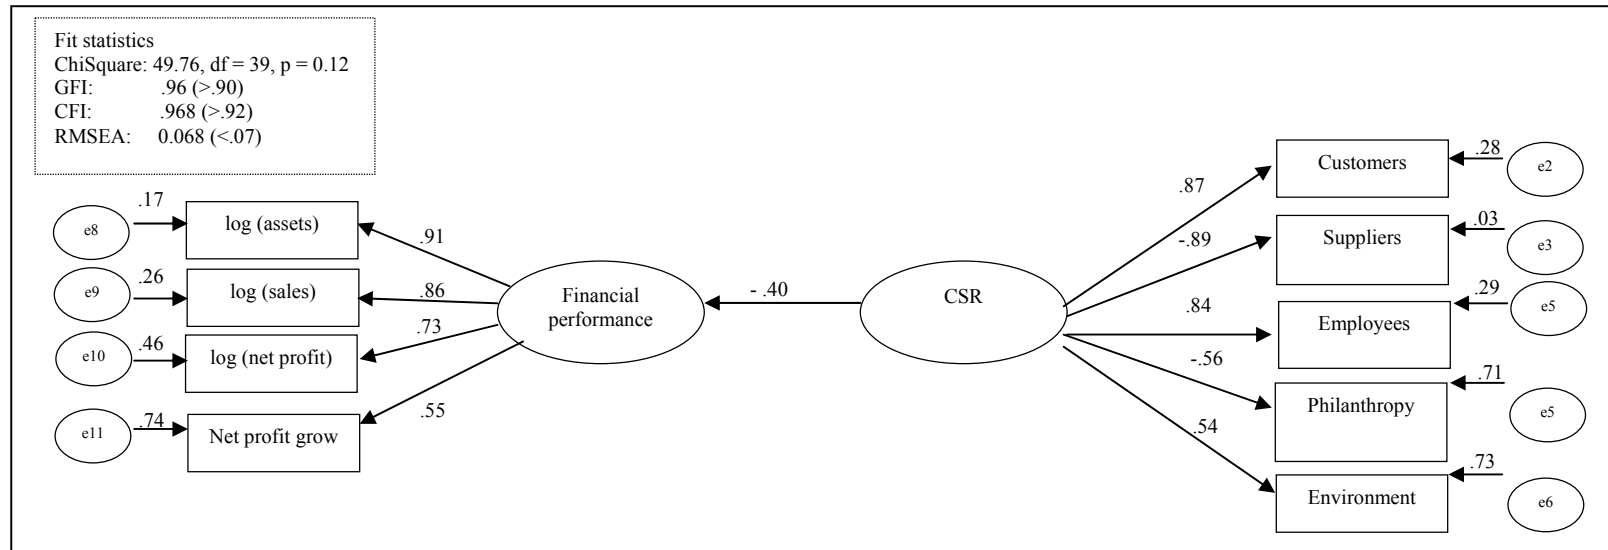 Fit statistics
ChiSquare: 49.76, df = 39, p = 0.12
GFI: .96 (>.90)
CFI: .968 (>.92)
RMSEA: 0.068 (<.07)
e8
.17
log (assets)
.91
e9
.26
log (sales)
.86
e10
.46
log (net profit)
.73
e11
.74
Net profit grow
.55
Financial
performance
- .40
CSR
.87
Customers
.28
e2
-.89
Suppliers
.03
e3
.84
Employees
.29
e5
-.56
Philanthropy
.71
e5
.54
Environment
.73
e6